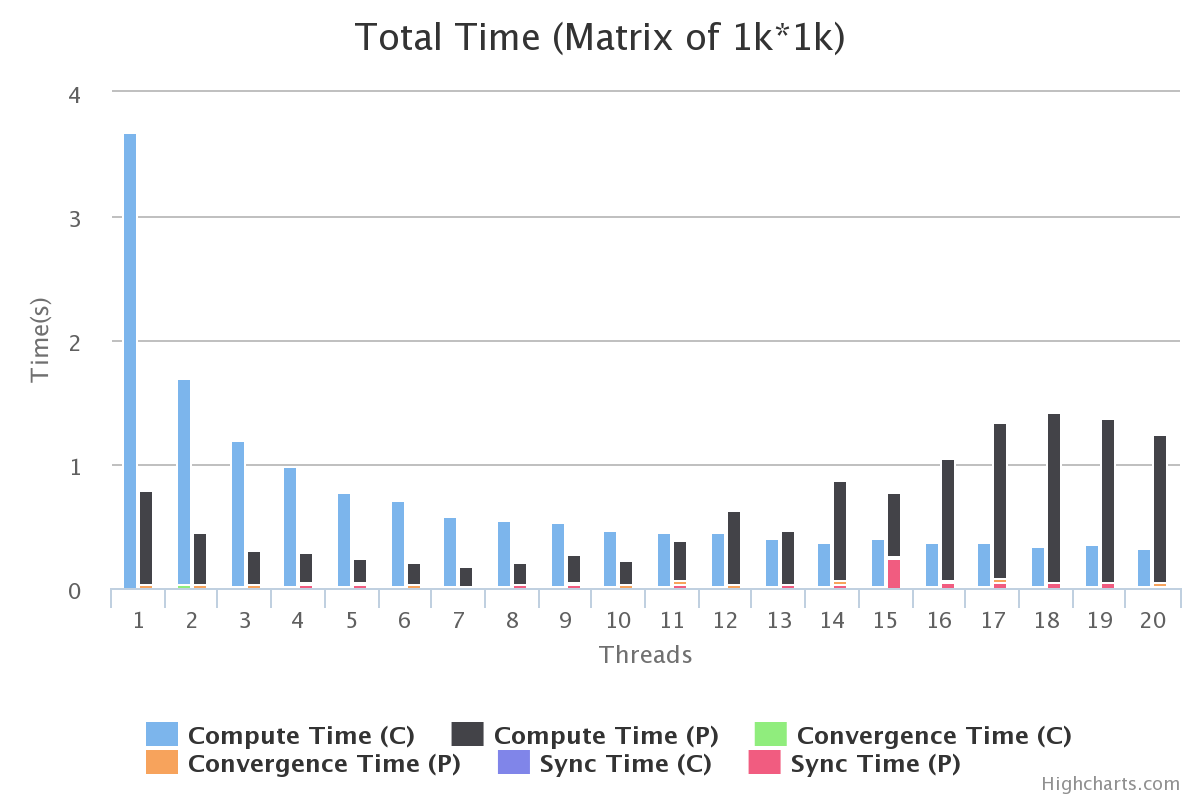 Total Time (Matrix of 1k*1k)
4
3
2
1
0
Time(s)
1 2 3 4 5 6 7 8 9 10 11 12 13 14 15 16 17 18 19 20
Threads
Compute Time (C) Compute Time (P) Convergence Time (C)
Convergence Time (P) Sync Time (C) Sync Time (P)
Highcharts.com